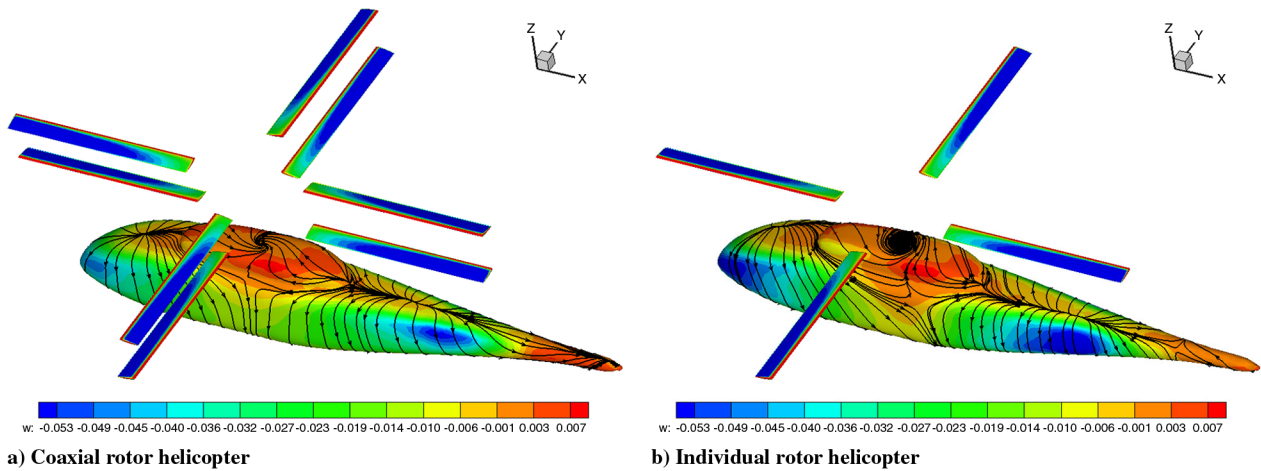 Z
Y
X
Z
Y
X
w: -0.053 -0.049 -0.045 -0.040 -0.036 -0.032 -0.027 -0.023 -0.019 -0.014 -0.010 -0.006 -0.001 0.003 0.007
w: -0.053 -0.049 -0.045 -0.040 -0.036 -0.032 -0.027 -0.023 -0.019 -0.014 -0.010 -0.006 -0.001 0.003 0.007
a) Coaxial rotor helicopter
b) Individual rotor helicopter